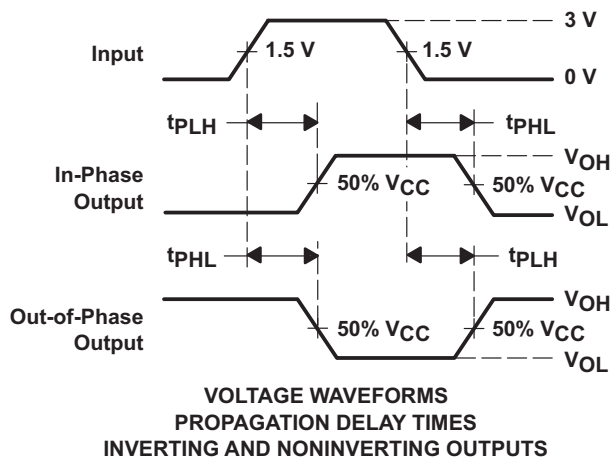 3 V
Input
1.5 V
1.5 V
0 V
tPLH
tPHL
In-Phase
Output
VOH
50% VCC
50% VCC
VOL
tPHL
tPLH
Out-of-Phase
Output
VOH
50% VCC
50% VCC
VOL
VOLTAGE WAVEFORMS
PROPAGATION DELAY TIMES
INVERTING AND NONINVERTING OUTPUTS